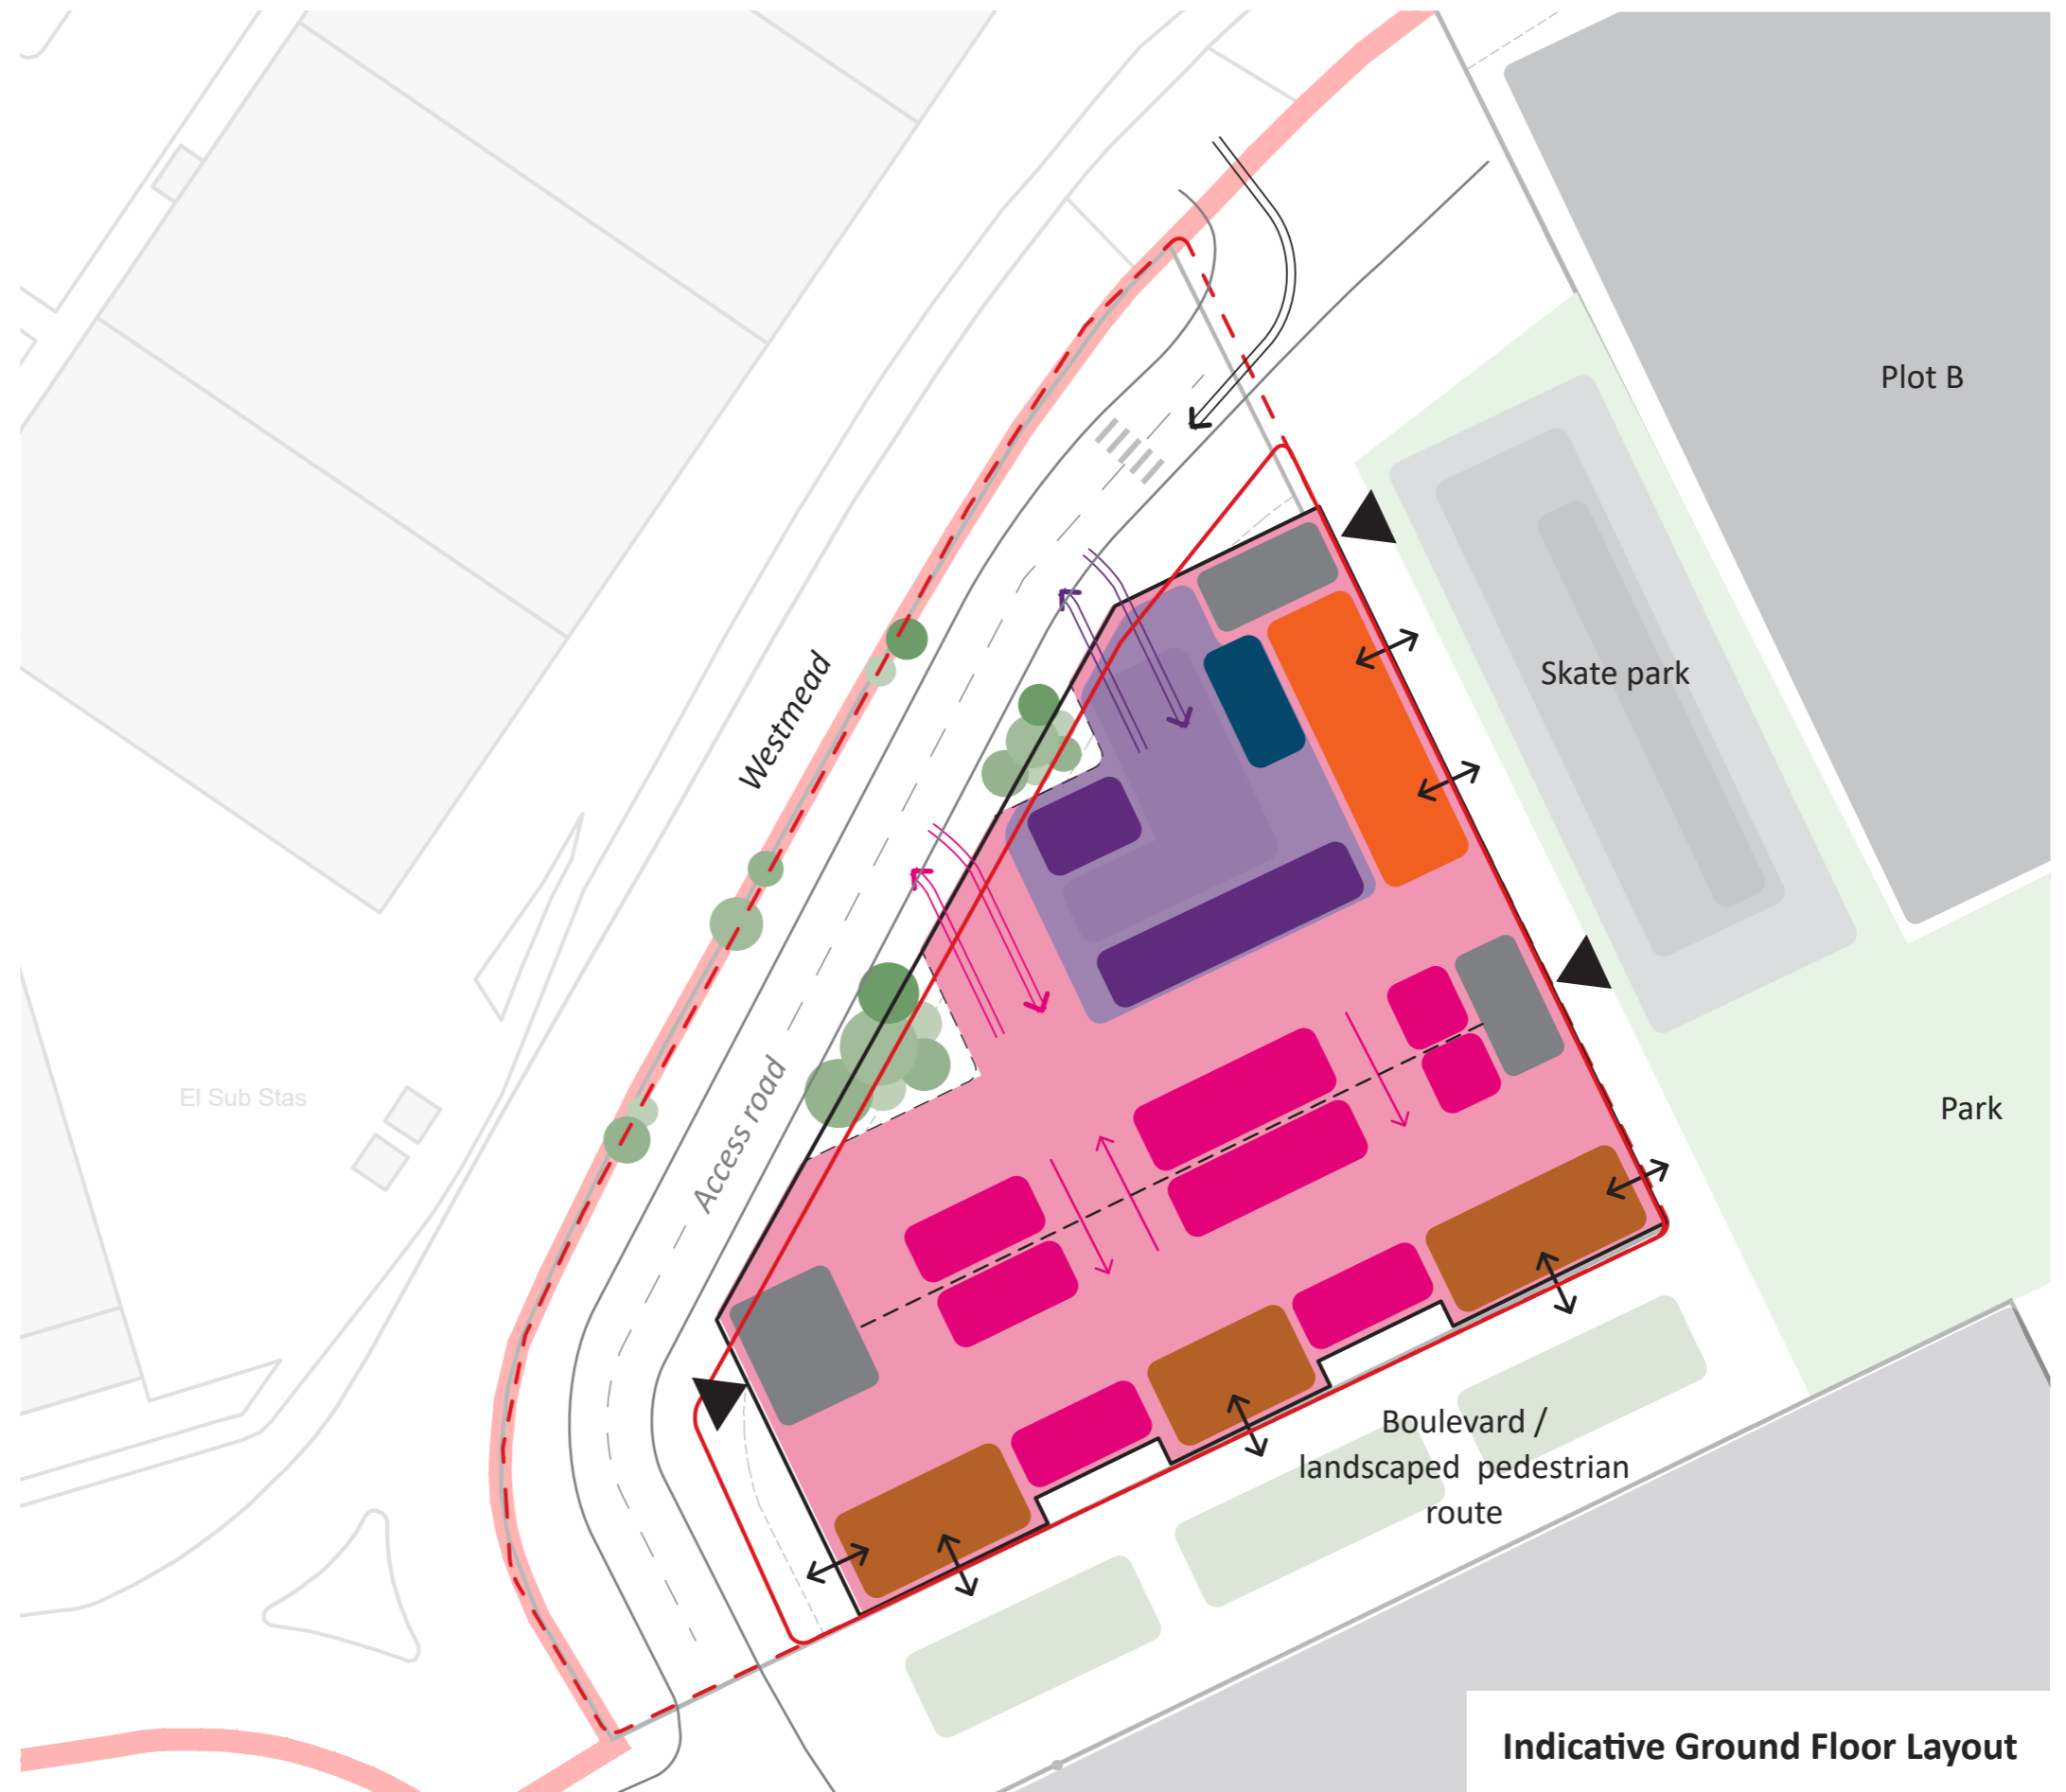 Plot B
Skate park
Westmead
El Sub Stas
Access road
Park
Boulevard /
landscaped pedestrian
route
Indicative Ground Floor Layout